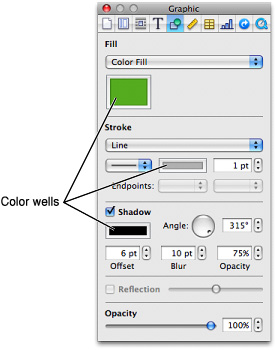 Graphic
T
Fill
Color Fill
Stroke
Line
1 pt
Endpoints:
Color wells
Shadow
Angle: 315°
6 pt 10 pt 75%
Offset Blur Opacity
Reflection
Opacity
100%